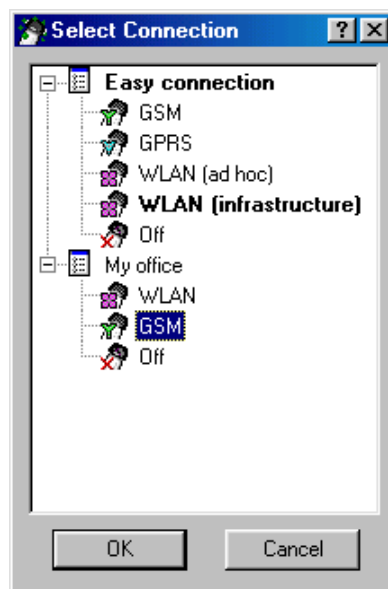 Select Connection
Easy connection
GSM
GPRS
WLAN (ad hoc)
WLAN (infrastructure)
Off
My office
WLAN
GSM
Off
OK Cancel